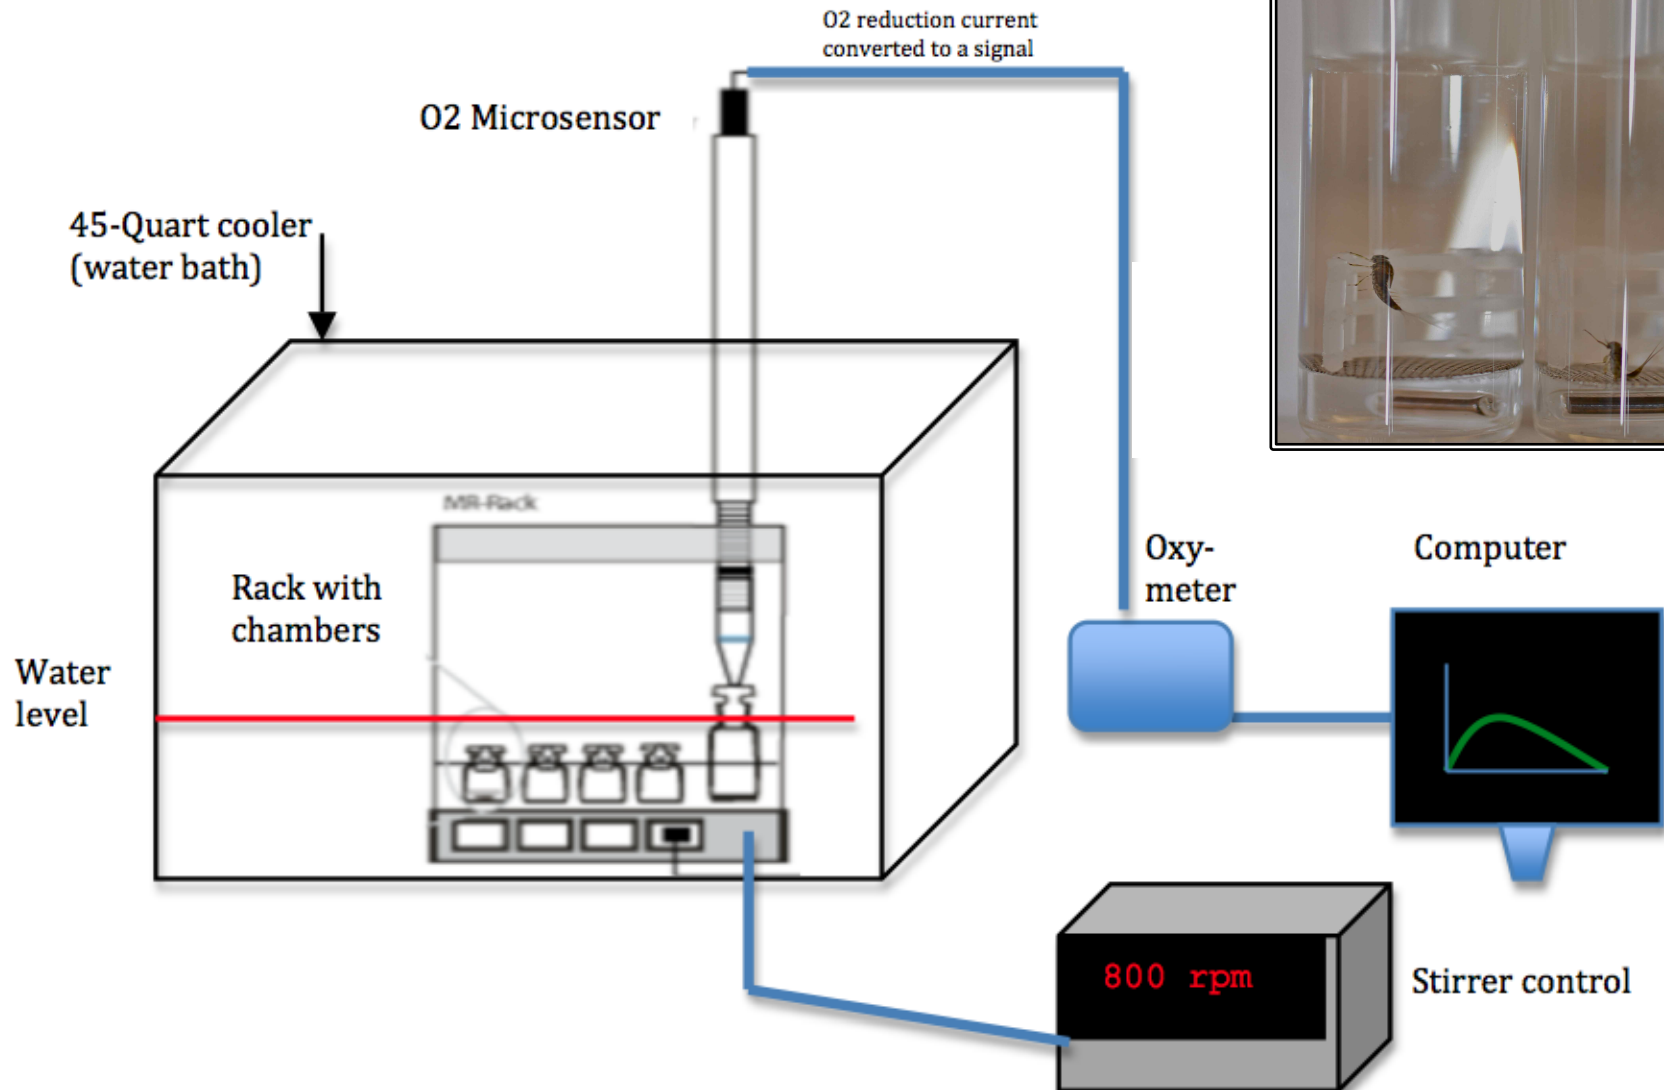 O2 reduction current
converted to a signal
O2 Microsensor
45-Quart cooler
(water bath)
MR-Rack
Rack with
chambers
Water
level
Oxy-
meter
Computer
800 rpm
Stirrer control